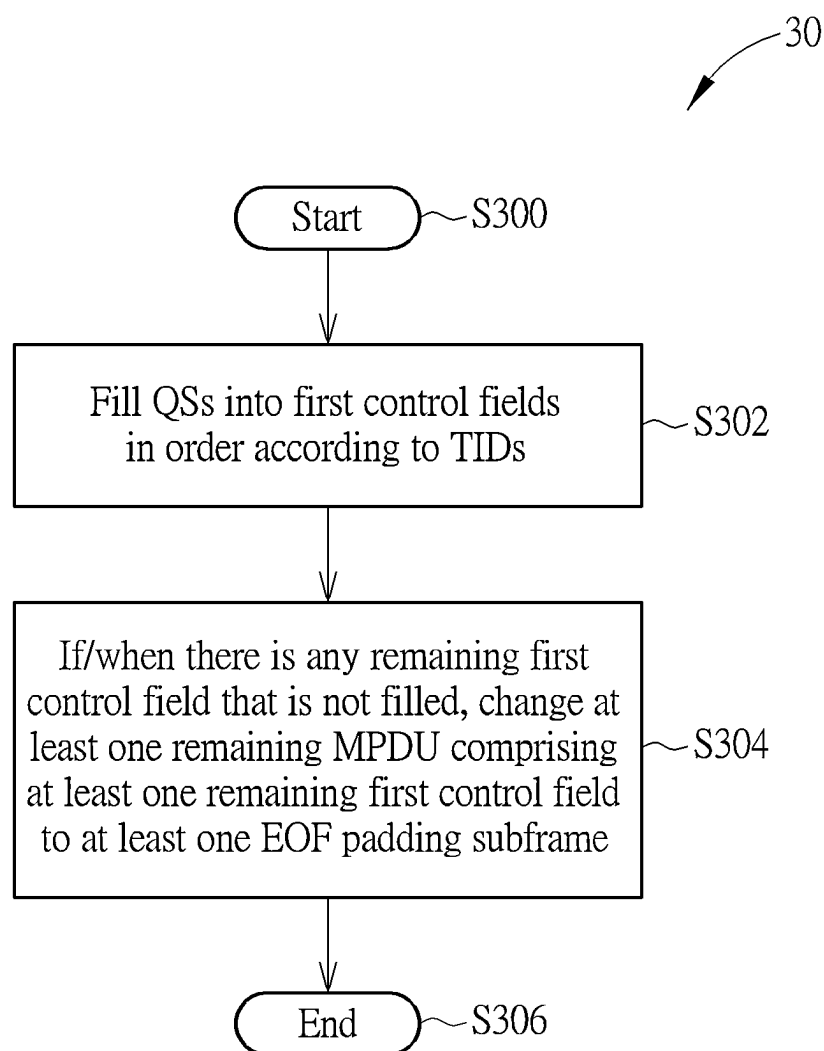 30
Start
S300
Fill QSs into first control fields
in order according to TIDs
S302
If/when there is any remaining first
control field that is not filled, change at
least one remaining MPDU comprising
at least one remaining first control field
to at least one EOF padding subframe
S304
End
S306